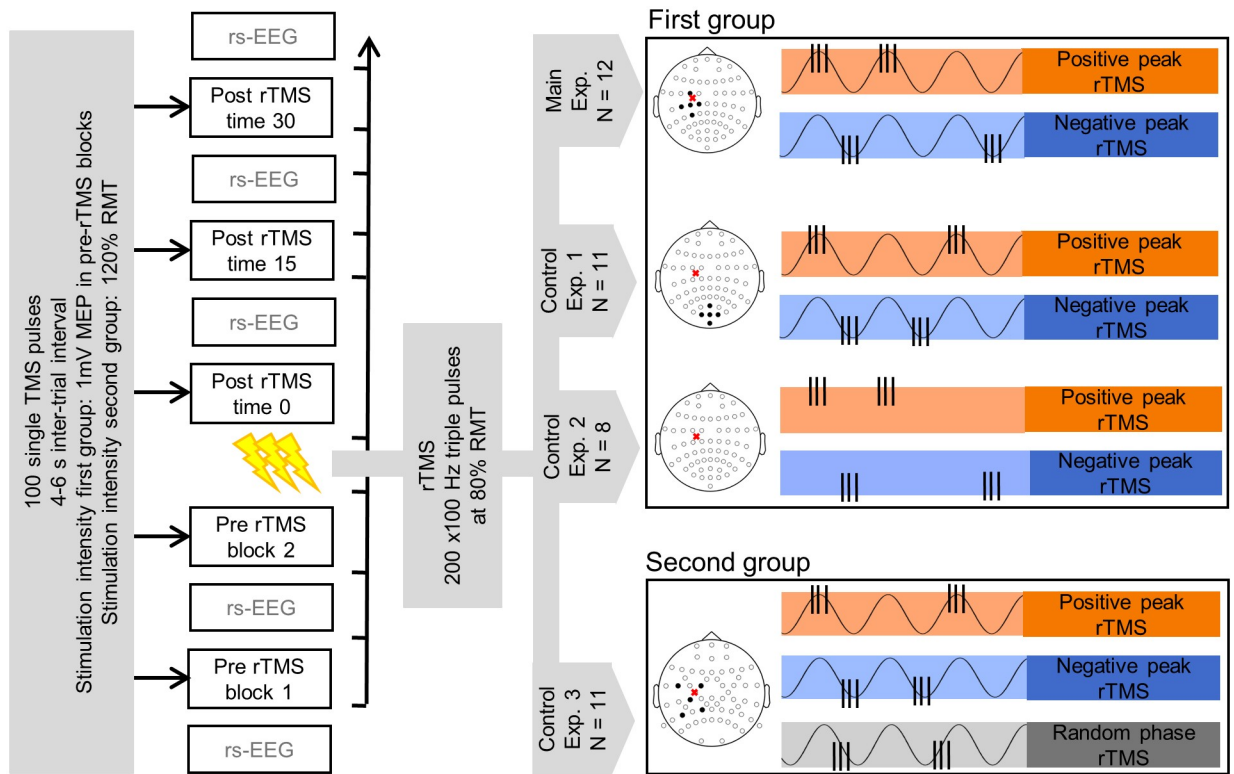 100 single TMS pulses
4-6 s inter-trial interval
Stimulation intensity first group: 1mV MEP in pre-rTMS blocks
Stimulation intensity second group: 120% RMT
rs-EEG
Post rTMS
time 30
rs-EEG
Post rTMS
time 15
rs-EEG
Post rTMS
time 0
Pre rTMS
block 2
rs-EEG
Pre rTMS
block 1
rs-EEG
rTMS
200 x100 Hz triple pulses
at 80% RMT
First group
Main
Exp.
N = 12
Positive peak
rTMS
Negative peak
rTMS
Control
Exp. 1
N = 11
Positive peak
rTMS
Negative peak
rTMS
Control
Exp. 2
N = 8
Positive peak
rTMS
Negative peak
rTMS
Second group
Control
Exp. 3
N = 11
Positive peak
rTMS
Negative peak
rTMS
Random phase
rTMS